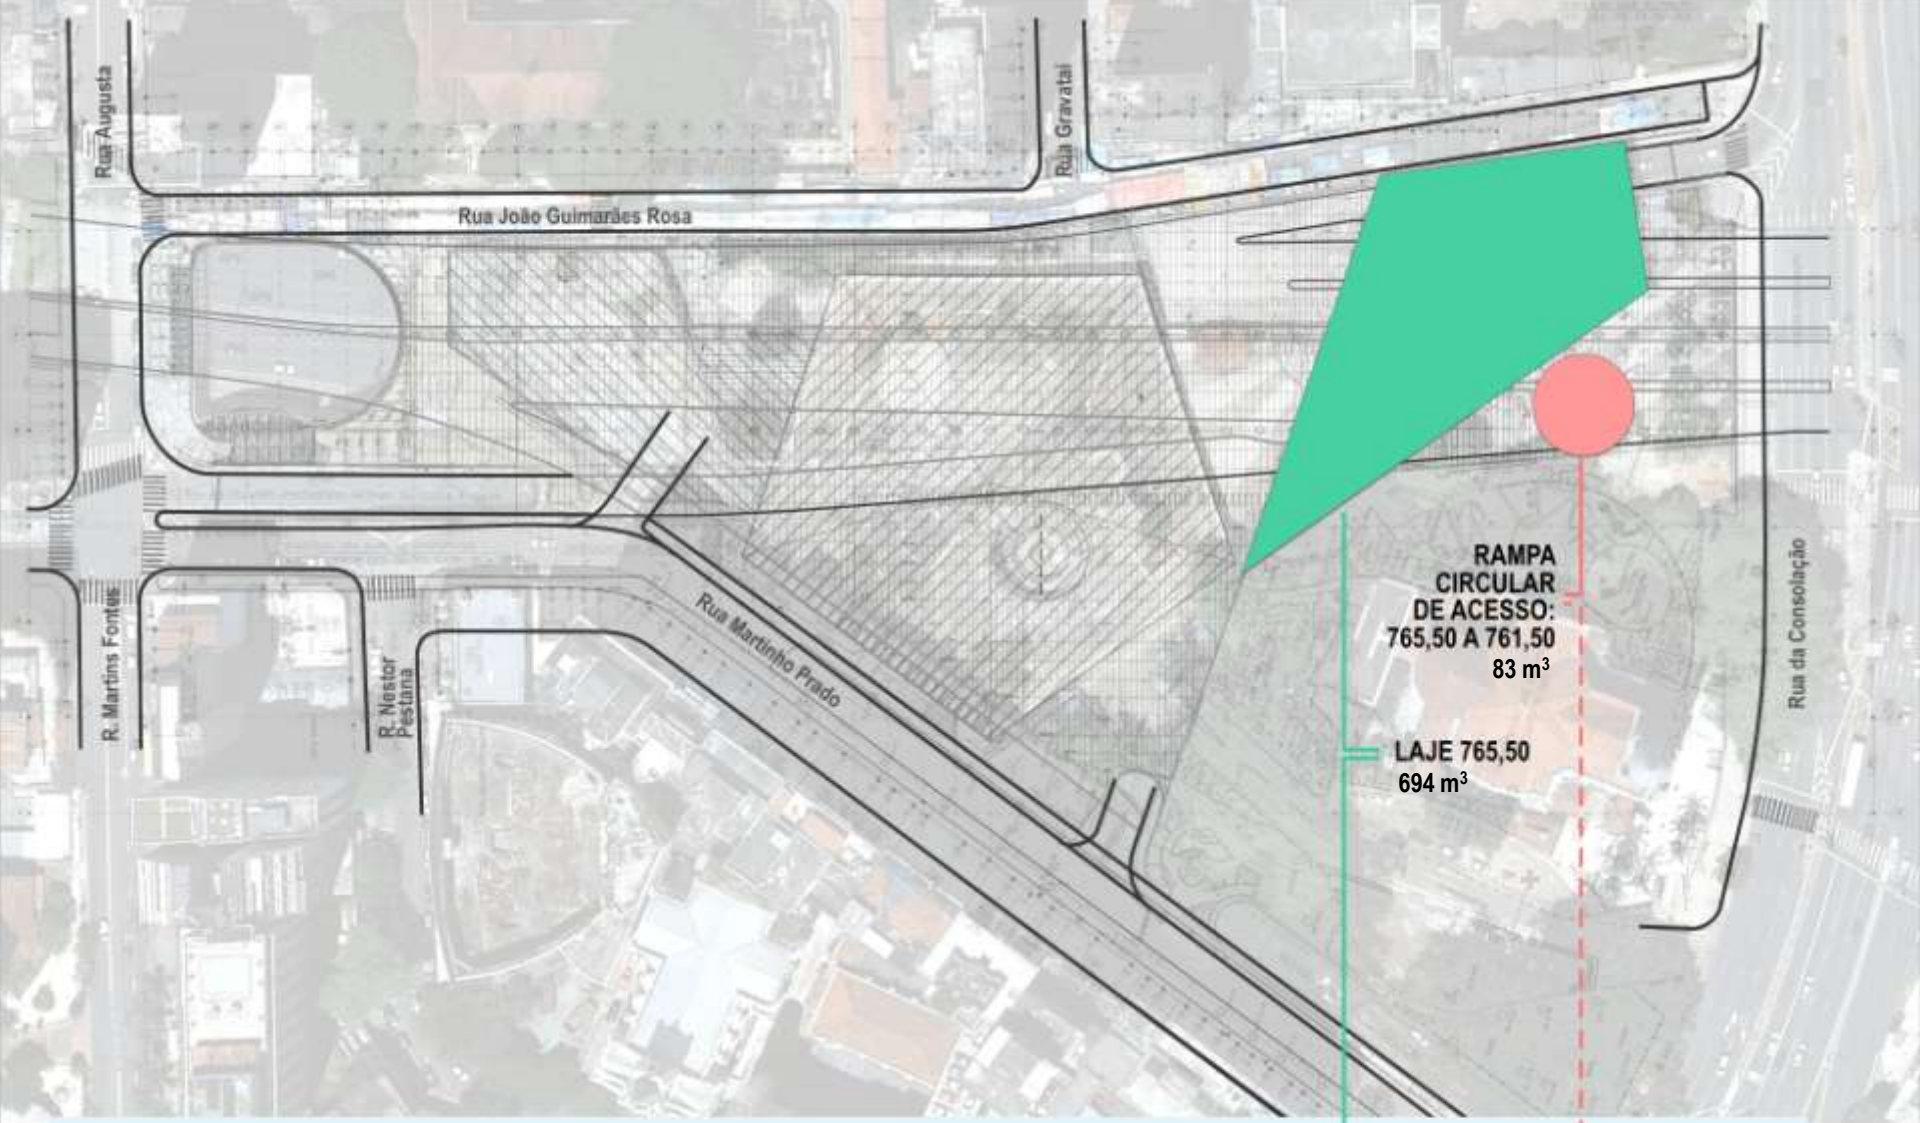 Rua Augusta
Rua Gravatai
Rua João Guimarães Rosa
RAMPA
CIRCULAR
DE ACESSO:
765,50 A 761,50
83 m³
Rua da Consolação
R. Martins Fontes
R. Nestor
Pestana
Rua Martinho Prado
LAJE 765,50
694 m³